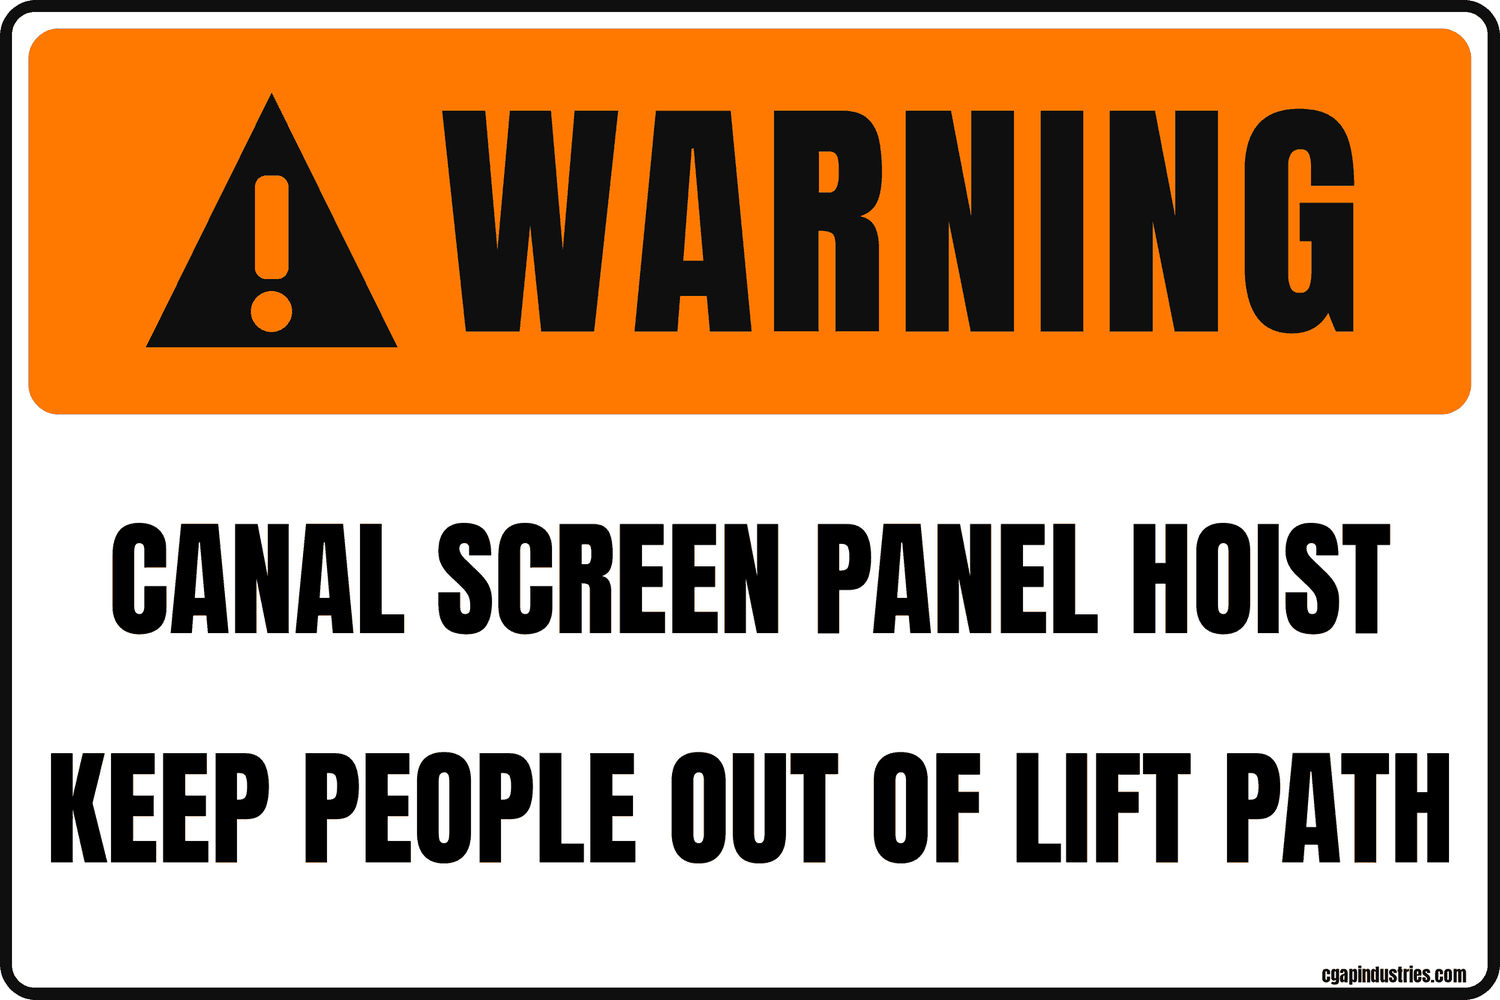 WARNING
CANAL SCREEN PANEL HOIST
KEEP PEOPLE OUT OF LIFT PATH
cgapindustries.com